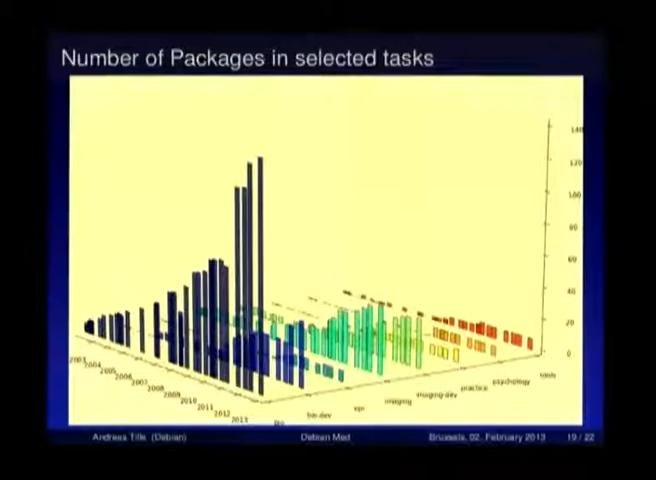 Number of Packages in selected tasks
140
120
100
80
60
40
20
0
2003
2004
2005
2006
2007
2008
2009
2010
2011
2012
2013
bio
bio-dev
epi
imaging
imaging-dev
practice
psychology
tools
Andreas Tille (Debian)
Debian Med
Brussels, 02. February 2013
19 / 22